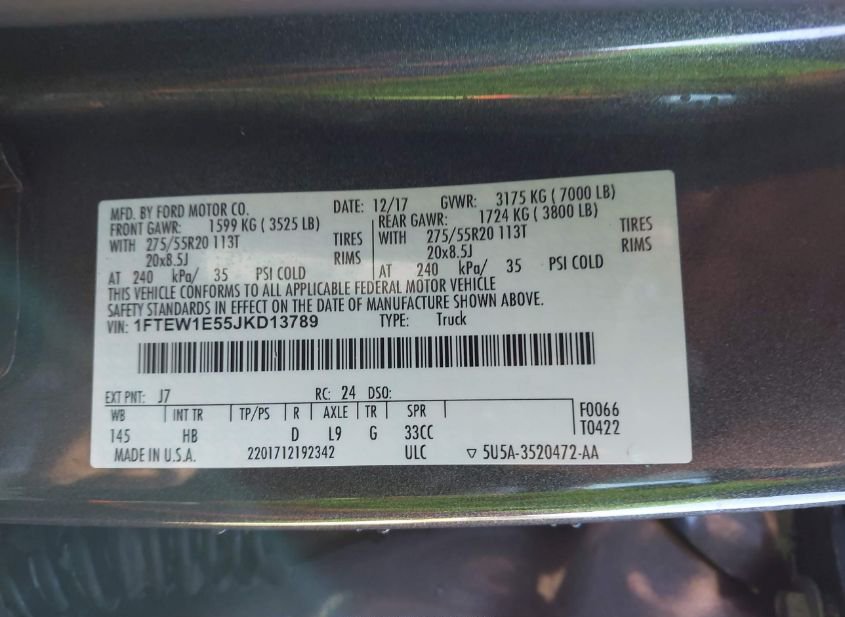 MFD. BY FORD MOTOR CO. DATE: 12/17 GVWR: 3175 KG ( 7000 LB)
FRONT GAWR: 1599 KG ( 3525 LB) REAR GAWR: 1724 KG ( 3800 LB)
WITH 275/55R20 113T TIRES WITH 275/55R20 113T TIRES
20x8.5J RIMS 20x8.5J RIMS
AT 240 kPa/ 35 PSI COLD AT 240 kPa/ 35 PSI COLD
THIS VEHICLE CONFORMS TO ALL APPLICABLE FEDERAL MOTOR VEHICLE
SAFETY STANDARDS IN EFFECT ON THE DATE OF MANUFACTURE SHOWN ABOVE.
VIN: 1FTEW1E55JKD13789 TYPE: Truck
EXT PNT: J7 RC: 24 DSO:
WB INT TR TP/PS R AXLE TR SPR F0066
145 HB D L9 G 33CC T0422
MADE IN U.S.A. 2201712192342 ULC ▽ 5U5A-3520472-AA